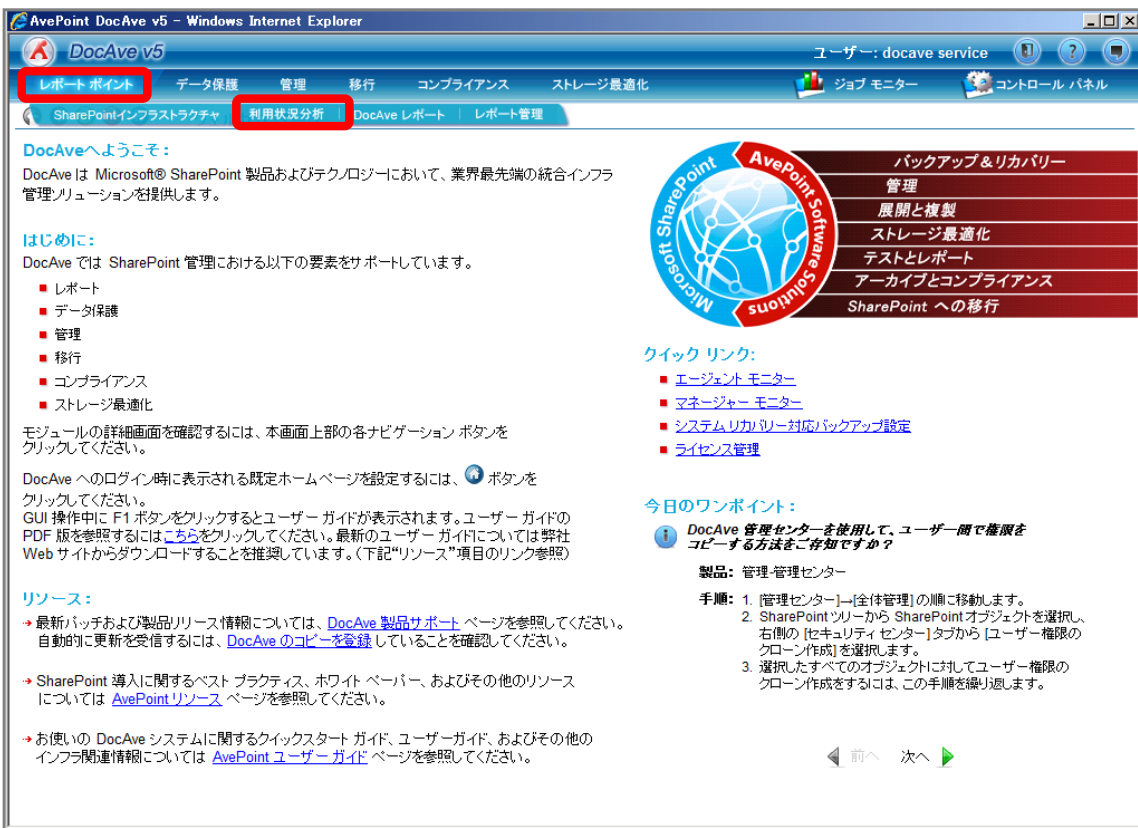 AvePoint DocAve v5 - Windows Internet Explorer
DocAve v5
ユーザー: docave service
レポート ポイント
データ保護
管理
移行
コンプライアンス
ストレージ最適化
ジョブ モニター
コントロール パネル
SharePointインフラストラクチャ
利用状況分析
DocAve レポート
レポート管理
DocAveへようこそ：
DocAve は Microsoft® SharePoint 製品およびテクノロジーにおいて、業界最先端の統合インフラ
管理ソリューションを提供します。
はじめに：
DocAve では SharePoint 管理における以下の要素をサポートしています。
レポート
データ保護
管理
移行
コンプライアンス
ストレージ最適化
モジュールの詳細画面を確認するには、本画面上部の各ナビゲーション ボタンを
クリックしてください。
DocAve へのログイン時に表示される既定ホームページを設定するには、 ボタンを
クリックしてください。
GUI 操作中に F1 ボタンをクリックするとユーザー ガイドが表示されます。ユーザー ガイドの
PDF 版を参照するにはこちらをクリックしてください。最新のユーザー ガイドについては弊社
Web サイトからダウンロードすることを推奨しています。（下記“リソース”項目のリンク参照）
リソース：
最新パッチおよび製品リリース情報については、DocAve 製品サポート ページを参照してください。
自動的に更新を受信するには、DocAve のコピーを登録 していることを確認してください。
SharePoint 導入に関するベスト プラクティス、ホワイト ペーパー、およびその他のリソース
については AvePoint リソース ページを参照してください。
お使いの DocAve システムに関するクイックスタート ガイド、ユーザーガイド、およびその他の
インフラ関連情報については AvePoint ユーザー ガイド ページを参照してください。
Microsoft SharePoint
AvePoint Software Solutions
バックアップ＆リカバリー
管理
展開と複製
ストレージ最適化
テストとレポート
アーカイブとコンプライアンス
SharePoint への移行
クイック リンク:
エージェント モニター
マネージャー モニター
システム リカバリー対応バックアップ設定
ライセンス管理
今日のワンポイント：
DocAve 管理センターを使用して、ユーザー間で権限を
コピーする方法をご存知ですか？
製品: 管理-管理センター
手順: 1. [管理センター]→[全体管理] の順に移動します。
2. SharePoint ツリーから SharePoint オブジェクトを選択し、
右側の [セキュリティ センター] タブから [ユーザー権限の
クローン作成] を選択します。
3. 選択したすべてのオブジェクトに対してユーザー権限の
クローン作成をするには、この手順を繰り返します。
前へ 次へ